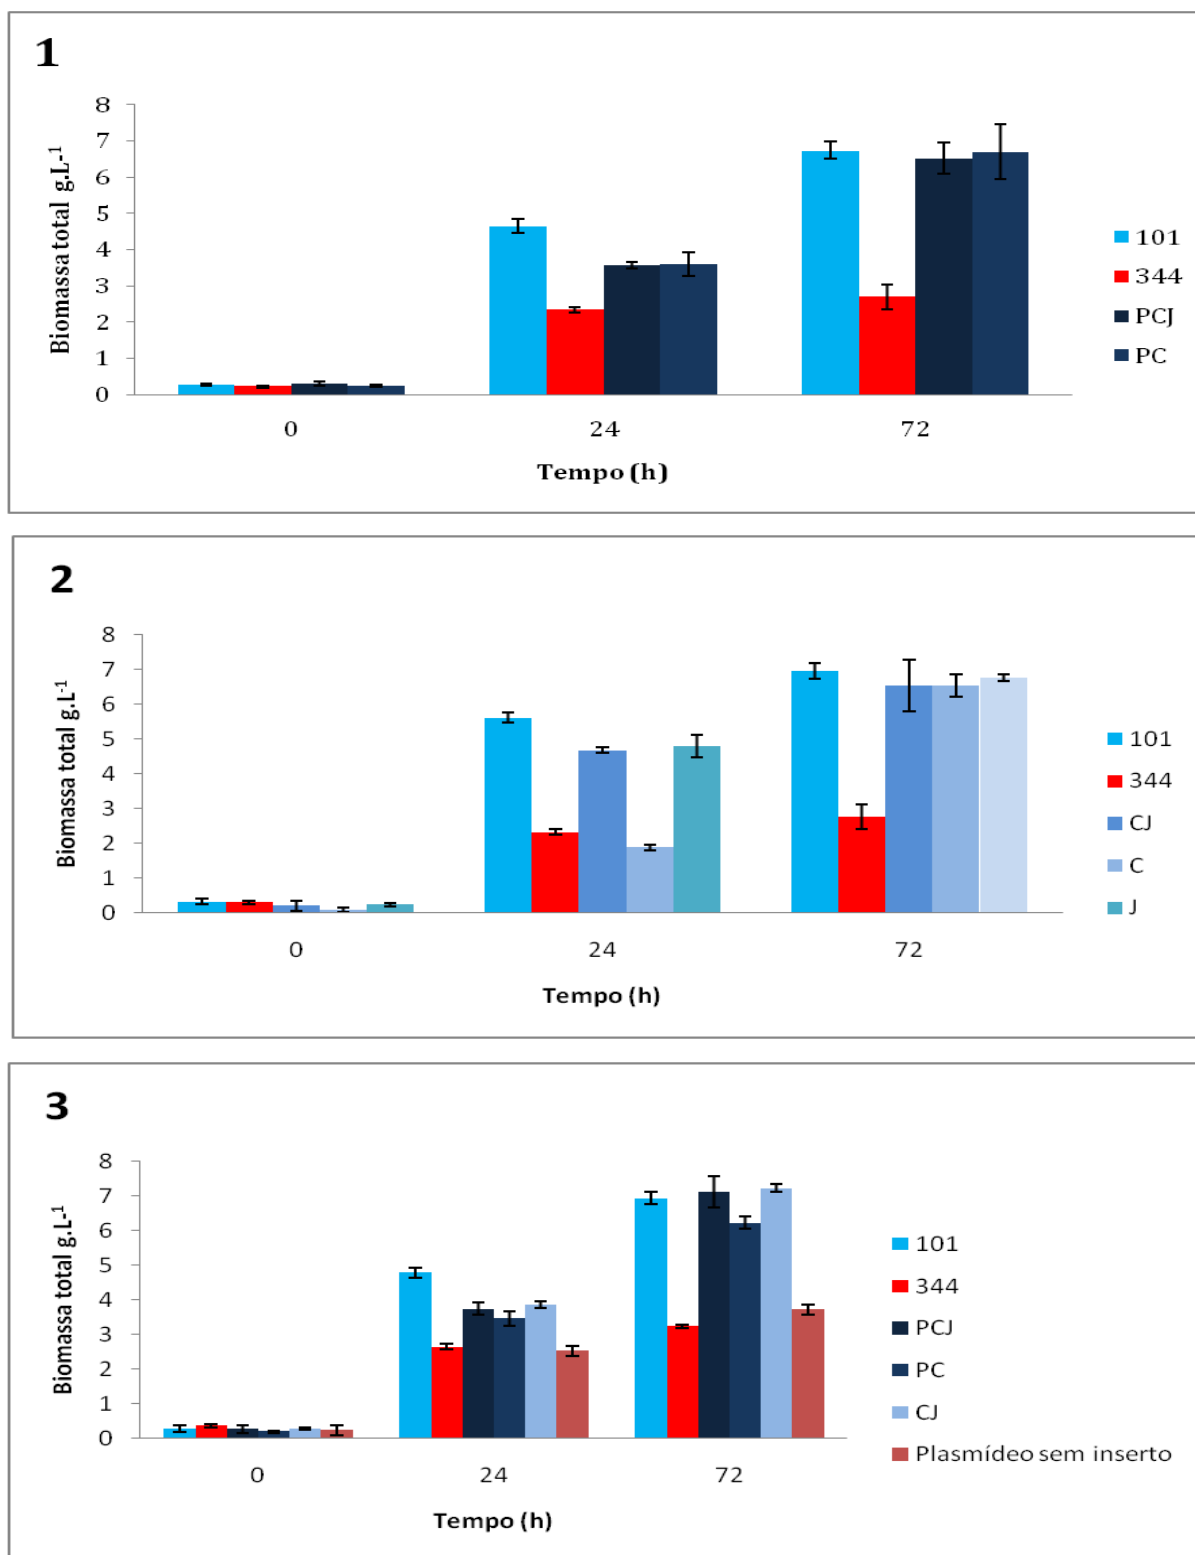 1
Biomassa total g.L-1
8
7
6
5
4
3
2
1
0
0 24 72
Tempo (h)
101
344
PCJ
PC
2
Biomassa total g.L-1
8
7
6
5
4
3
2
1
0
0 24 72
Tempo (h)
101
344
CJ
C
J
3
Biomassa total g.L-1
8
7
6
5
4
3
2
1
0
0 24 72
Tempo (h)
101
344
PCJ
PC
CJ
Plasmídeo sem inserto